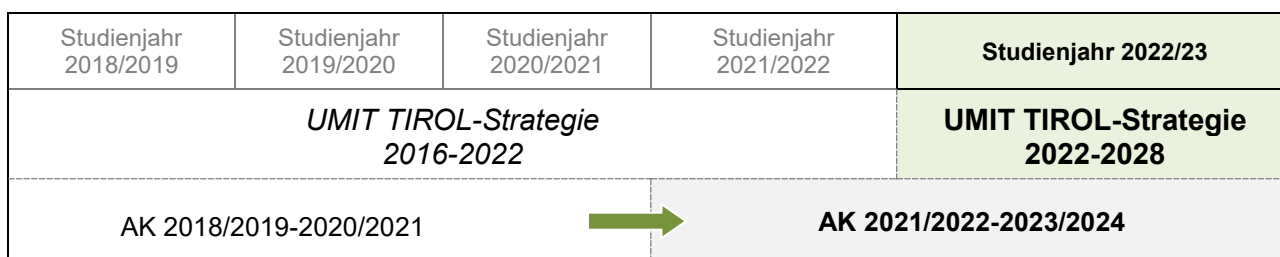 Studienjahr 2018/2019
Studienjahr 2019/2020
Studienjahr 2020/2021
Studienjahr 2021/2022
Studienjahr 2022/23
UMIT TIROL-Strategie
2016-2022
UMIT TIROL-Strategie
2022-2028
AK 2018/2019-2020/2021
AK 2021/2022-2023/2024